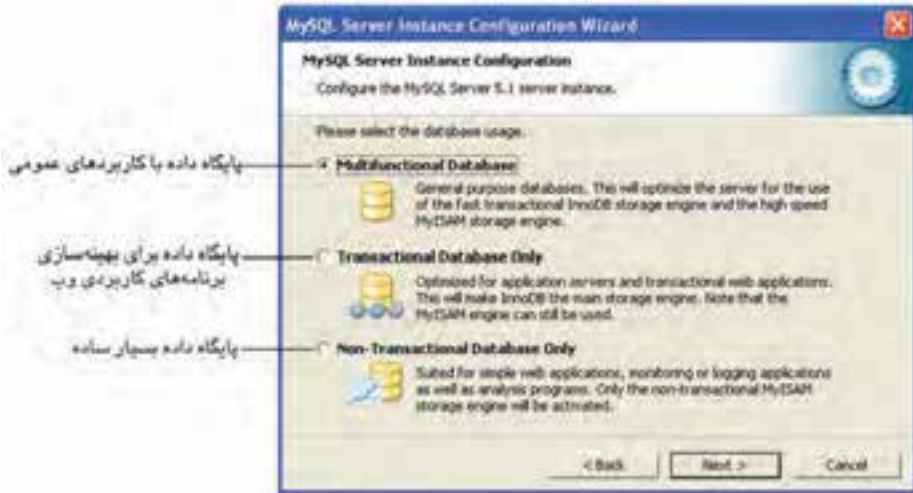 MySQL Server Instance Configuration Wizard
MySQL Server Instance Configuration
Configure the MySQL Server 5.1 server instance.
Please select the database usage.
پایگاه داده با کاربردهای عمومی
Multifunctional Database
General purpose databases. This will optimize the server for the use
of the fast transactional InnoDB storage engine and the high speed
MyISAM storage engine.
پایگاه داده برای بهینه‌سازی
برنامه‌های کاربردی وب
Transactional Database Only
Optimized for application servers and transactional web applications.
This will make InnoDB the main storage engine. Note that the
MyISAM engine can still be used.
پایگاه داده بسیار ساده
Non-Transactional Database Only
Suited for simple web applications, monitoring or logging applications
as well as analysis programs. Only the non-transactional MyISAM
storage engine will be activated.
< Back
Next >
Cancel